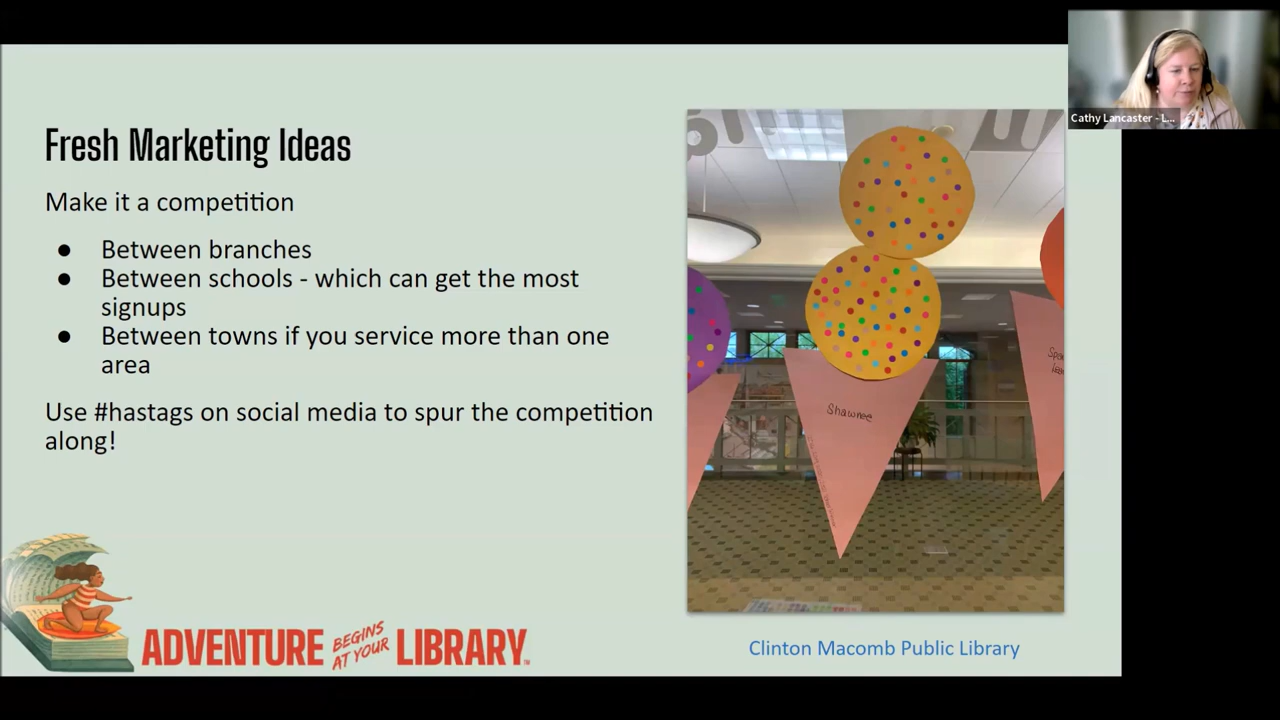 Fresh Marketing Ideas
Make it a competition
● Between branches
● Between schools - which can get the most
signups
● Between towns if you service more than one
area
Use #hastags on social media to spur the competition
along!
ADVENTURE BEGINS AT YOUR LIBRARY
Clinton Macomb Public Library
Shawnee
Cathy Lancaster - L...